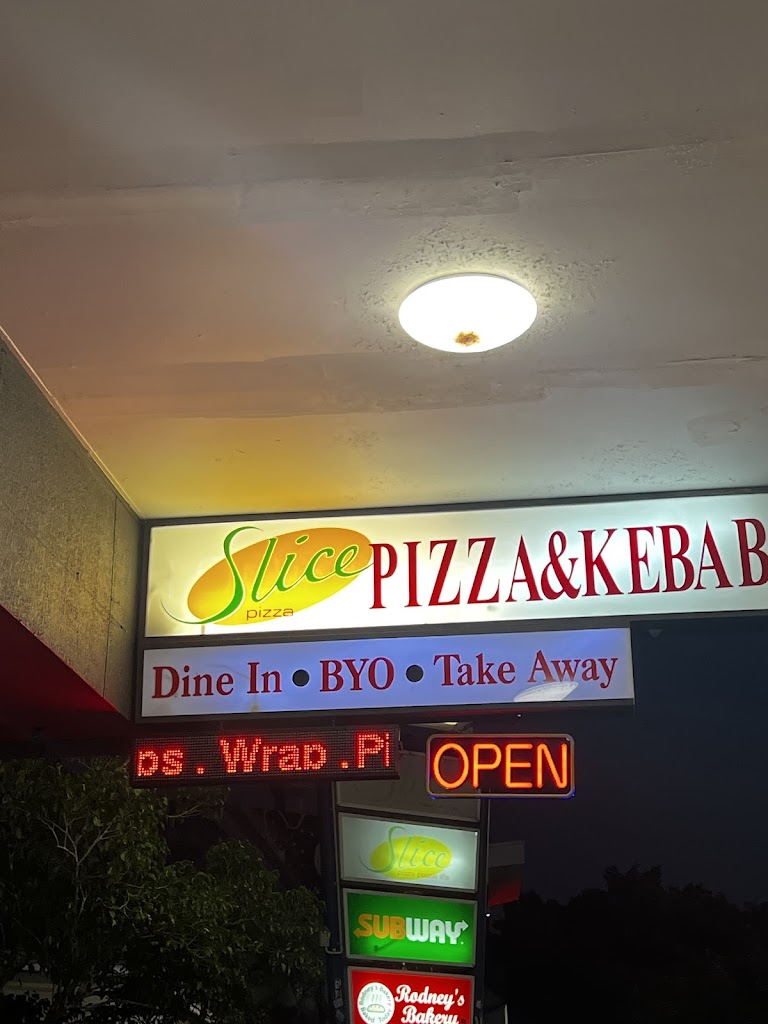 Slice PIZZA&KEBAB
pizza
Dine In • BYO • Take Away
ps . Wrap .Pi
OPEN
Slice
SUBWAY
Rodney's
Bakery